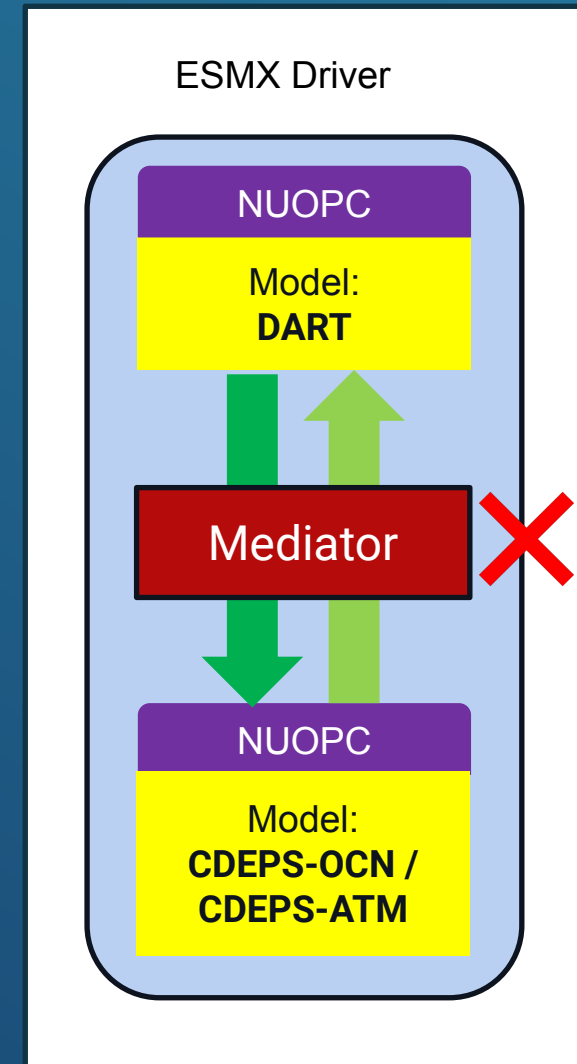 ESMX Driver
NUOPC
Model:
DART
Mediator
NUOPC
Model:
CDEPS-OCN /
CDEPS-ATM